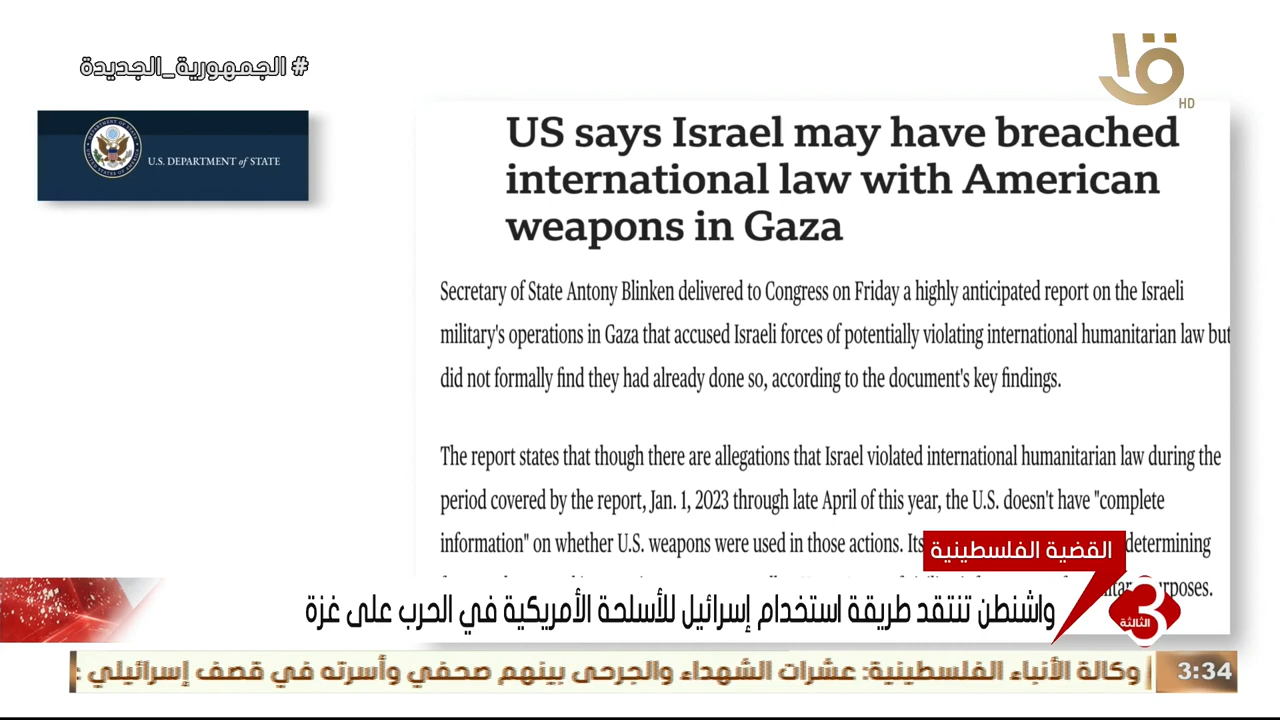 # الجمهورية_الجديدة
HD
DEPARTMENT OF STATE
U.S. DEPARTMENT of STATE
US says Israel may have breached
international law with American
weapons in Gaza
Secretary of State Antony Blinken delivered to Congress on Friday a highly anticipated report on the Israeli
military's operations in Gaza that accused Israeli forces of potentially violating international humanitarian law but
did not formally find they had already done so, according to the document's key findings.
The report states that though there are allegations that Israel violated international humanitarian law during the
period covered by the report, Jan. 1, 2023 through late April of this year, the U.S. doesn't have "complete
information" on whether U.S. weapons were used in those actions. Its determining
القضية الفلسطينية
واشنطن تنتقد طريقة استخدام إسرائيل للأسلحة الأمريكية في الحرب على غزة
3 الثالثة
وكالة الأنباء الفلسطينية: عشرات الشهداء والجرحى بينهم صحفي وأسرته في قصف إسرائيلي
3:34